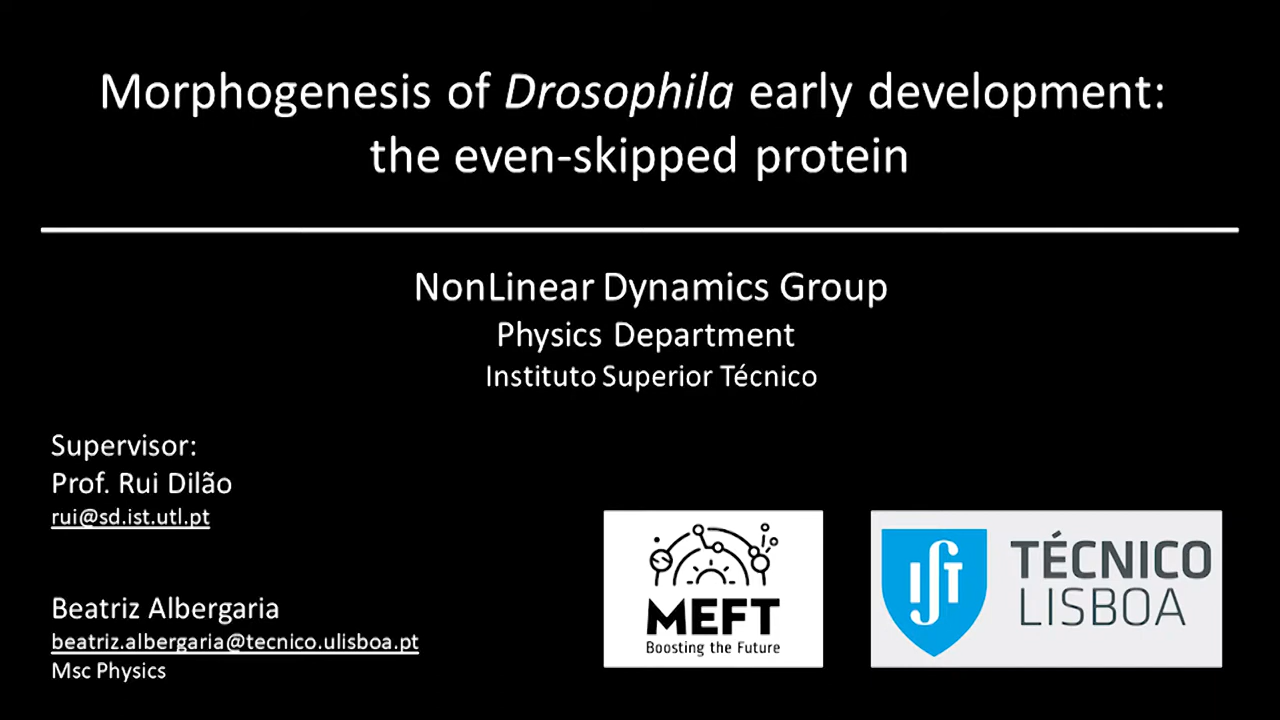 Morphogenesis of Drosophila early development:
the even-skipped protein
NonLinear Dynamics Group
Physics Department
Instituto Superior Técnico
Supervisor:
Prof. Rui Dilão
rui@sd.ist.utl.pt
Beatriz Albergaria
beatriz.albergaria@tecnico.ulisboa.pt
Msc Physics
MEFT
Boosting the Future
IST
TÉCNICO
LISBOA